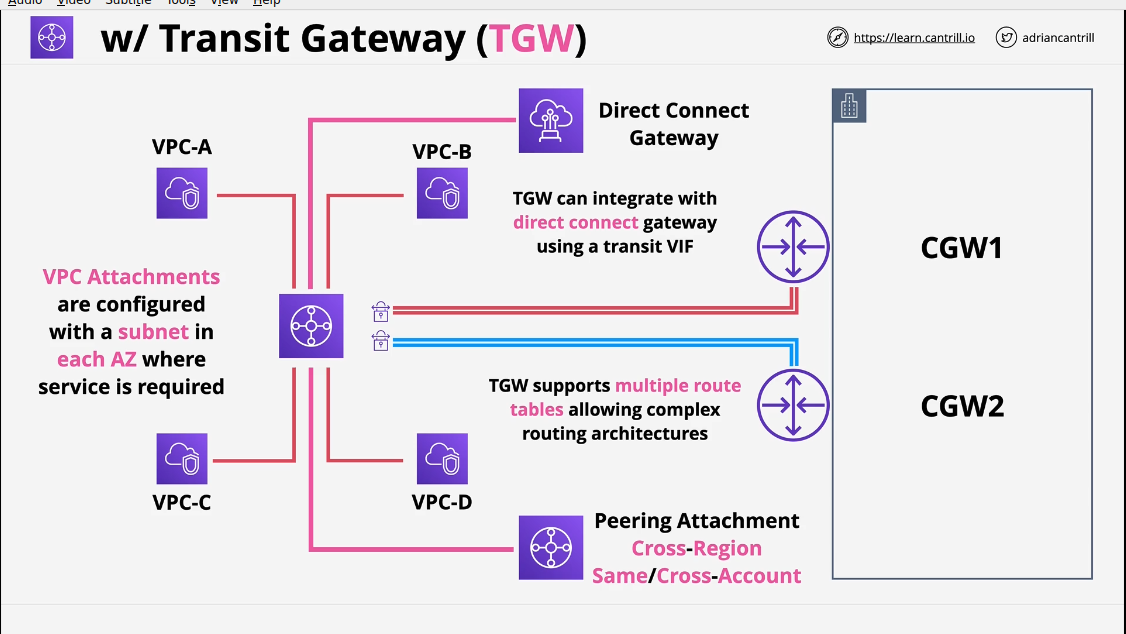 Audio Video Subtitle Tools View Help
w/ Transit Gateway (TGW)
https://learn.cantrill.io
adriancantrill
Direct Connect
Gateway
VPC-A
VPC-B
TGW can integrate with
direct connect gateway
using a transit VIF
CGW1
VPC Attachments
are configured
with a subnet in
each AZ where
service is required
TGW supports multiple route
tables allowing complex
routing architectures
CGW2
VPC-C
VPC-D
Peering Attachment
Cross-Region
Same/Cross-Account